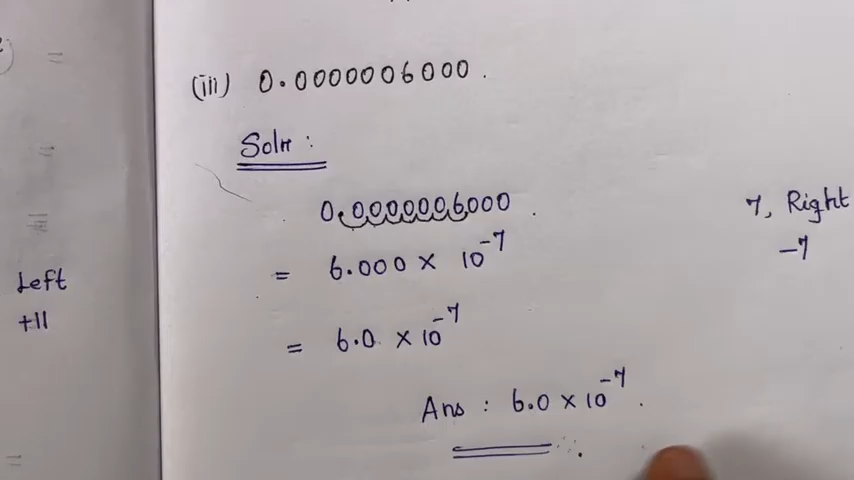 (iii) 0.0000006000.
Soln:
0.0000006000.
7, Right
-7
= 6.000 × 10⁻⁷
Left
+11
= 6.0 × 10⁻⁷
Ans : 6.0 × 10⁻⁷.